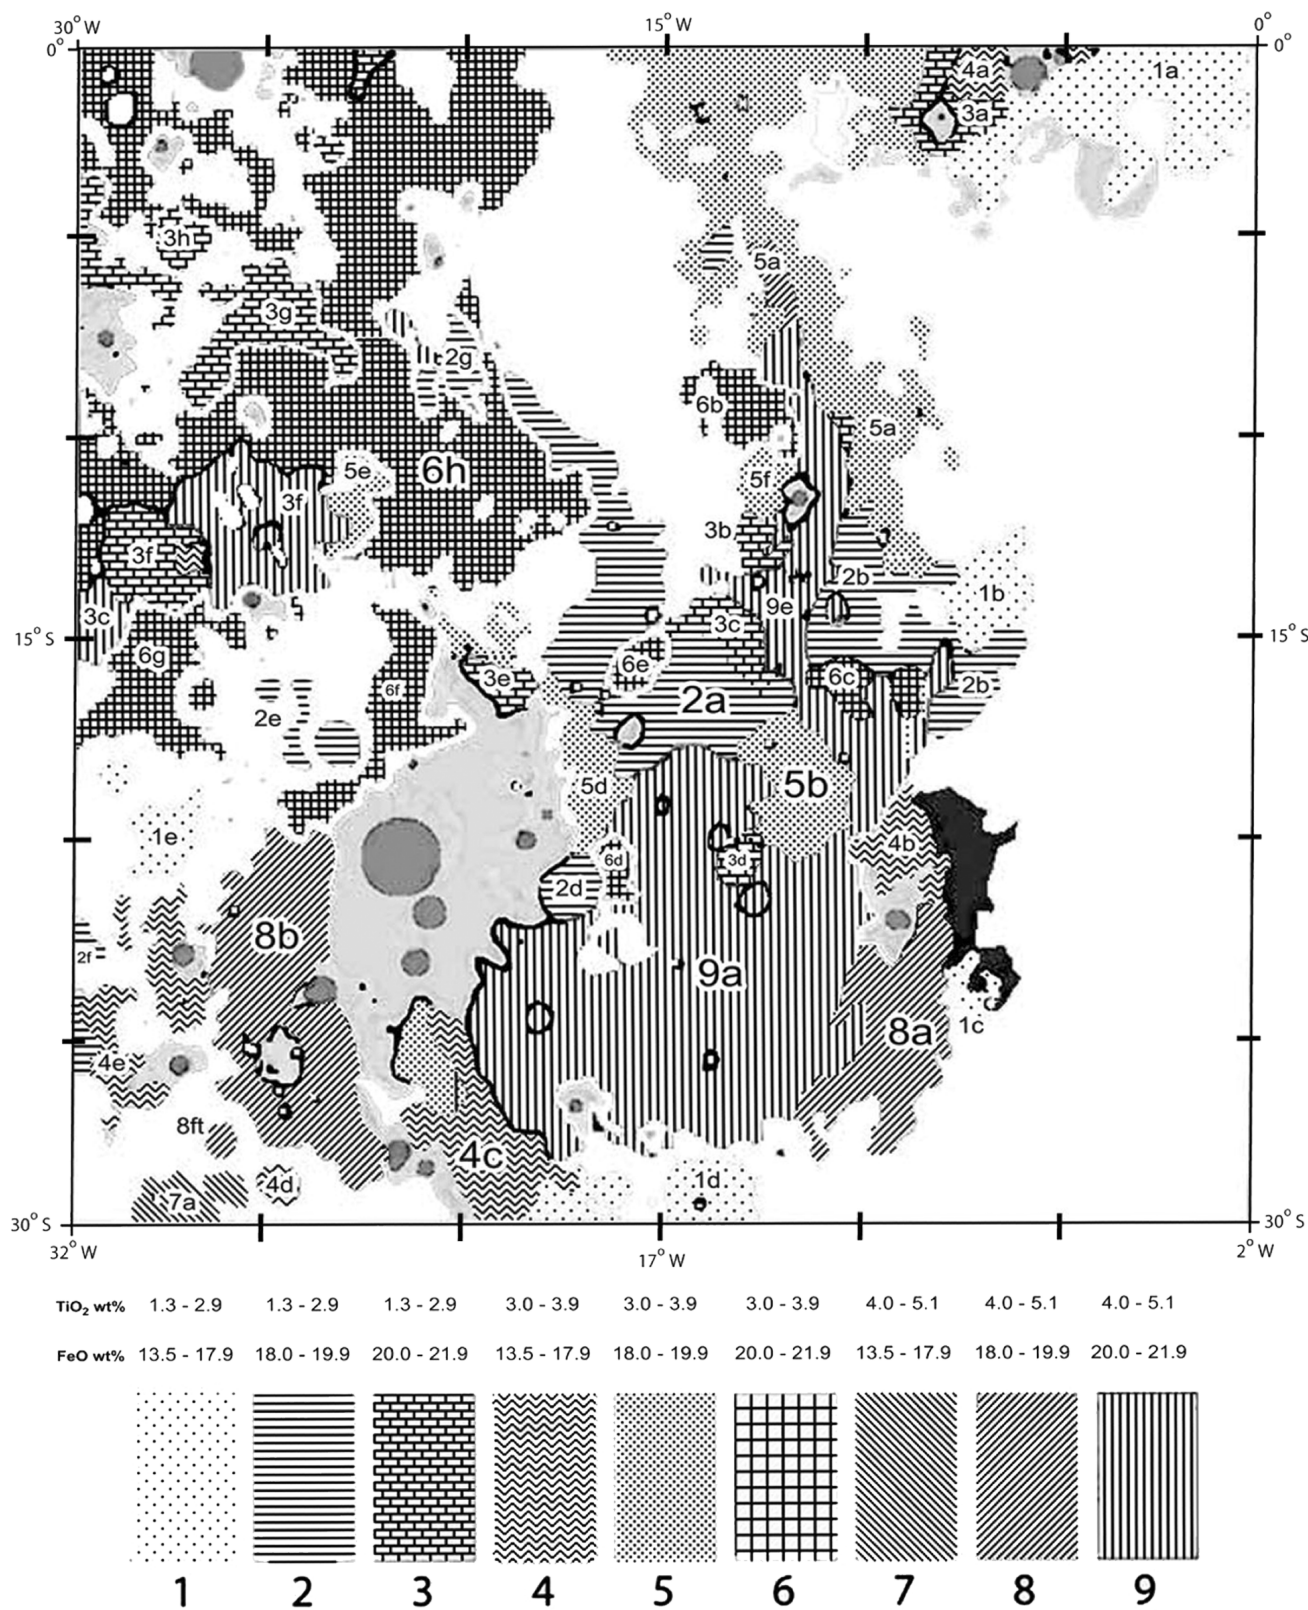 30° W 15° W 0°
0° 0°
4a 1a
3a
3h
5a
3g
2g
6b
5a
5e 6h
5f
3f
3b
3f
2b
1b
9e
3c
3c
15° S 15° S
6g
6e
3e 6c
6f
2b
2a
2e
5d 5b
1e
4b
6d 3d
2d
8b
2f
9a
1c
8a
4e
8ft
4c
1d
4d
7a
30° S 30° S
32° W 17° W 2° W
TiO2 wt% 1.3 - 2.9 1.3 - 2.9 1.3 - 2.9 3.0 - 3.9 3.0 - 3.9 3.0 - 3.9 4.0 - 5.1 4.0 - 5.1 4.0 - 5.1
FeO wt% 13.5 - 17.9 18.0 - 19.9 20.0 - 21.9 13.5 - 17.9 18.0 - 19.9 20.0 - 21.9 13.5 - 17.9 18.0 - 19.9 20.0 - 21.9
1 2 3 4 5 6 7 8 9